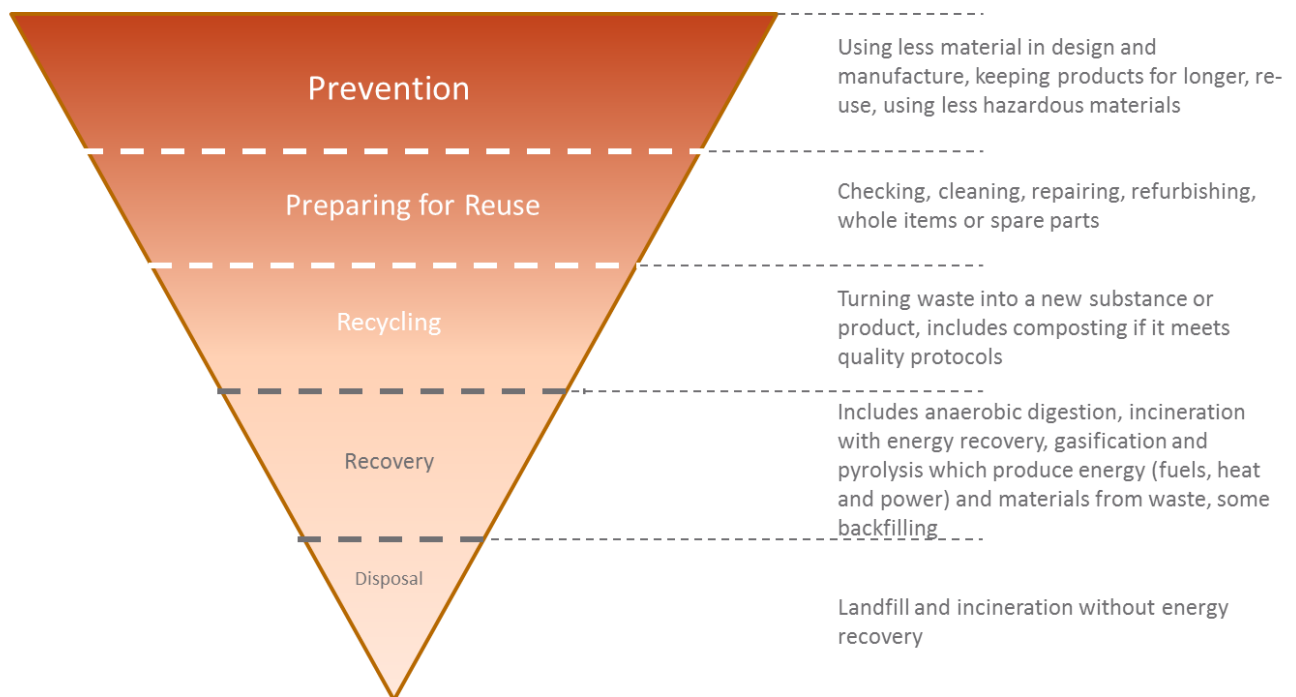 Prevention
Using less material in design and
manufacture, keeping products for longer, re-
use, using less hazardous materials
Preparing for Reuse
Checking, cleaning, repairing, refurbishing,
whole items or spare parts
Recycling
Turning waste into a new substance or
product, includes composting if it meets
quality protocols
Recovery
Includes anaerobic digestion, incineration
with energy recovery, gasification and
pyrolysis which produce energy (fuels, heat
and power) and materials from waste, some
backfilling
Disposal
Landfill and incineration without energy
recovery